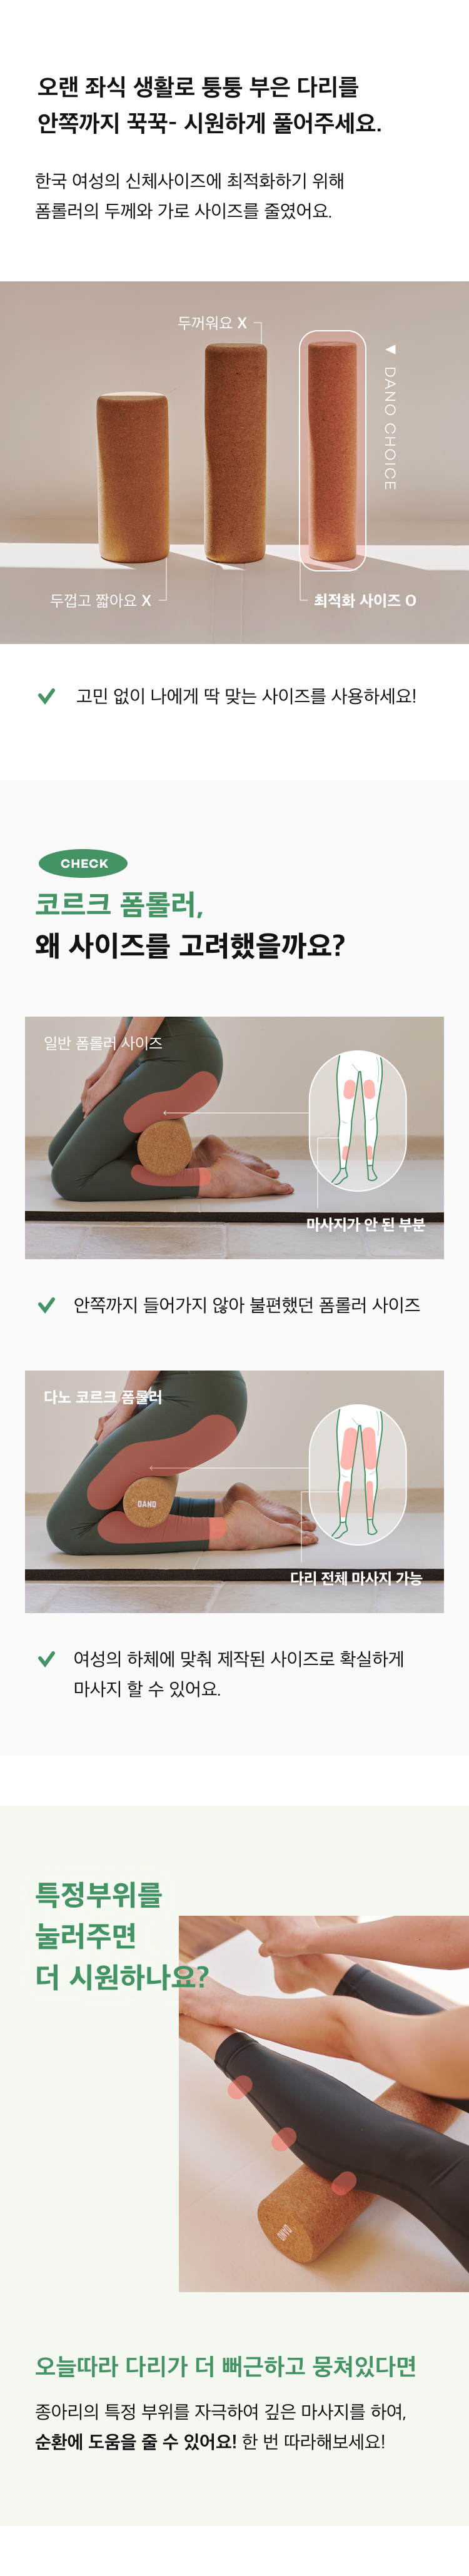 오랜 좌식 생활로 퉁퉁 부은 다리를
안쪽까지 꾹꾹- 시원하게 풀어주세요.
한국 여성의 신체사이즈에 최적화하기 위해
폼롤러의 두께와 가로 사이즈를 줄였어요.
두꺼워요 X
◀ DANO CHOICE
두껍고 짧아요 X
최적화 사이즈 O
고민 없이 나에게 딱 맞는 사이즈를 사용하세요!
CHECK
코르크 폼롤러,
왜 사이즈를 고려했을까요?
일반 폼롤러 사이즈
마사지가 안 된 부분
안쪽까지 들어가지 않아 불편했던 폼롤러 사이즈
다노 코르크 폼롤러
DANO
다리 전체 마사지 가능
여성의 하체에 맞춰 제작된 사이즈로 확실하게
마사지 할 수 있어요.
특정부위를
눌러주면
더 시원하나요?
DANO
오늘따라 다리가 더 뻐근하고 뭉쳐있다면
종아리의 특정 부위를 자극하여 깊은 마사지를 하여,
순환에 도움을 줄 수 있어요! 한 번 따라해보세요!